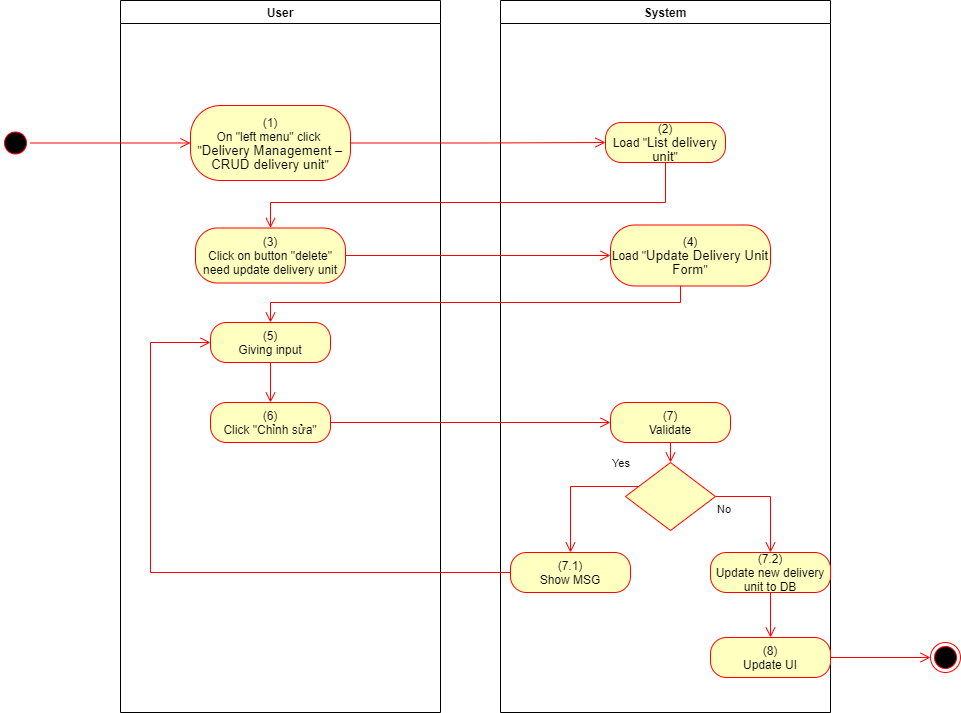 User
System
(1)
On "left menu" click
“Delivery Management –
CRUD delivery unit”
(2)
Load "List delivery
unit"
(3)
Click on button "delete"
need update delivery unit
(4)
Load "Update Delivery Unit
Form"
(5)
Giving input
(6)
Click "Chỉnh sửa"
(7)
Validate
Yes
No
(7.1)
Show MSG
(7.2)
Update new delivery
unit to DB
(8)
Update UI